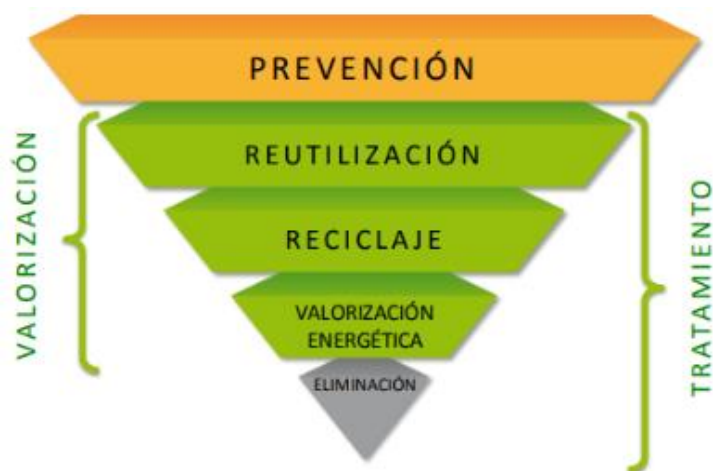 PREVENCIÓN
REUTILIZACIÓN
RECICLAJE
VALORIZACIÓN
ENERGÉTICA
ELIMINACIÓN
VALORIZACIÓN
TRATAMIENTO